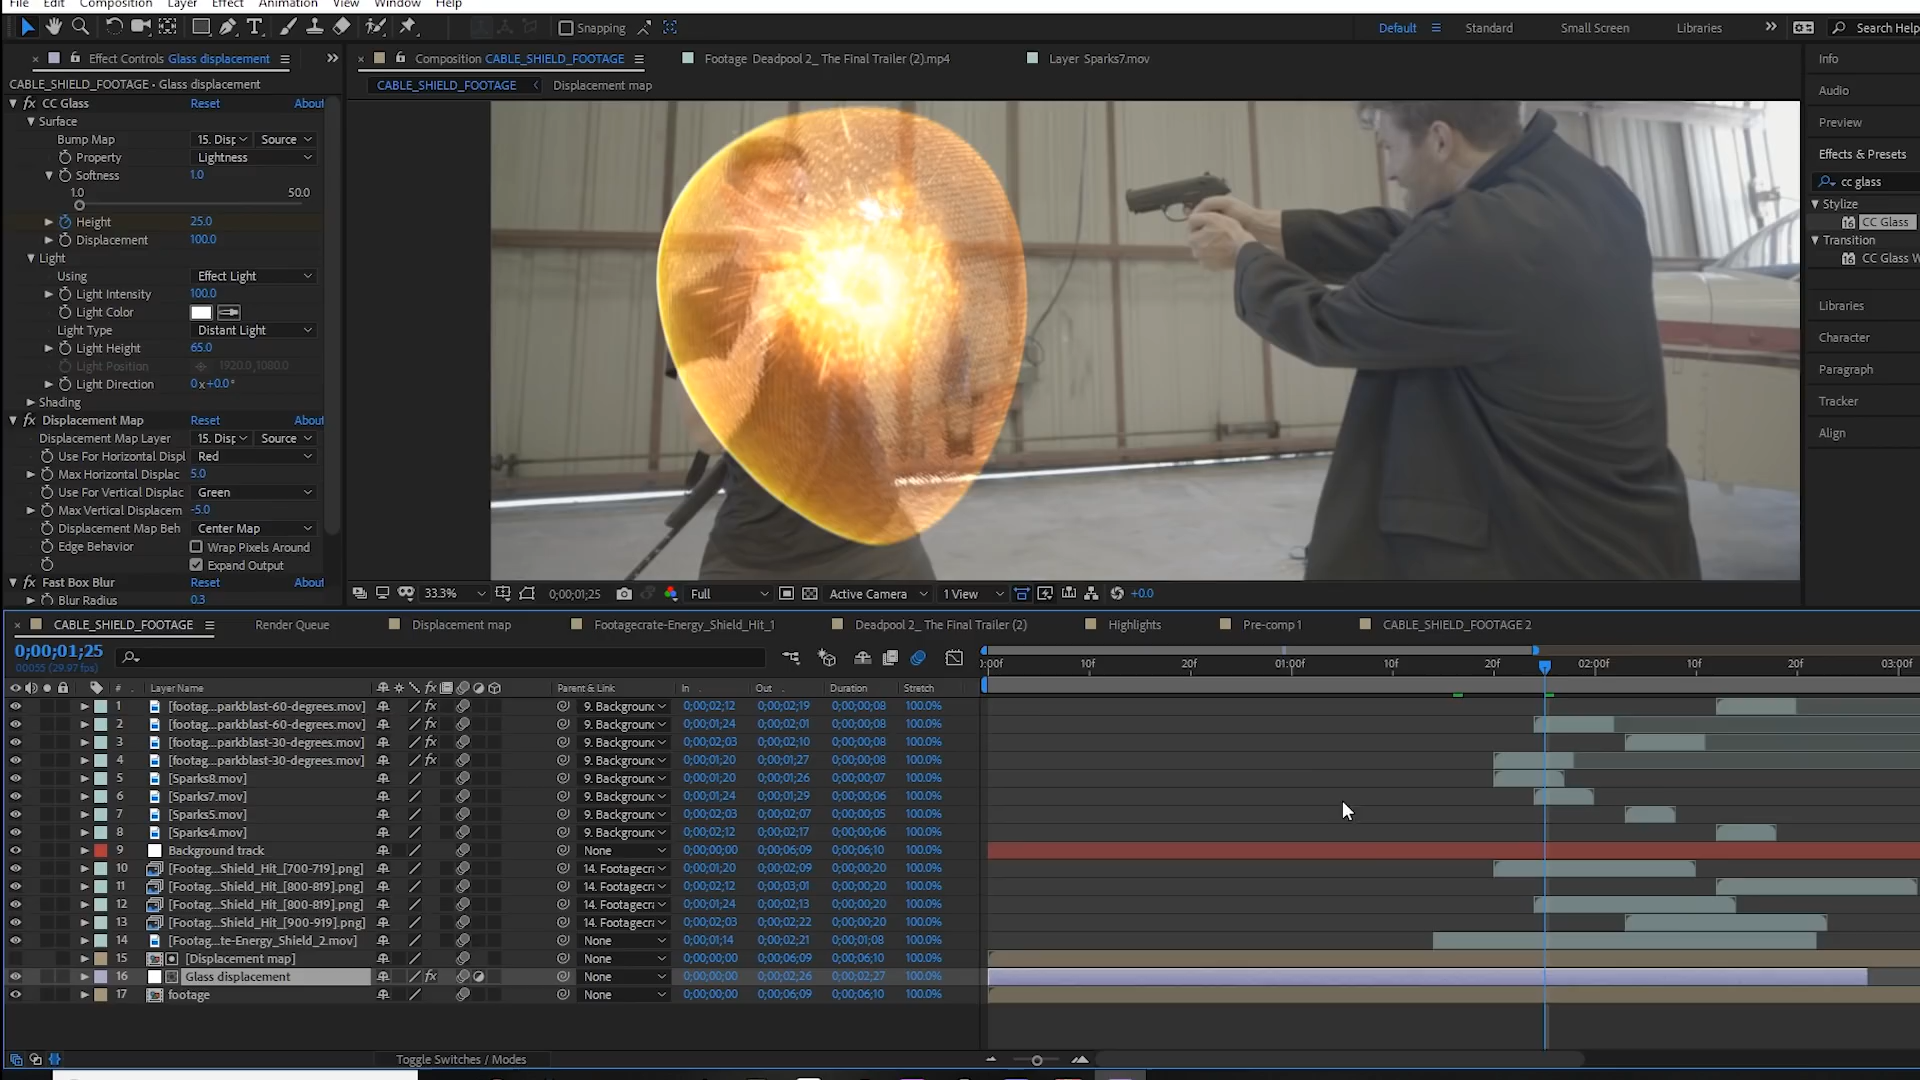 File Edit Composition Layer Effect Animation View Window Help
Snapping
Default Standard Small Screen Libraries Search Help
Effect Controls Glass displacement
CABLE_SHIELD_FOOTAGE • Glass displacement
CC Glass Reset About
Surface
Bump Map 15. Disp Source
Property Lightness
Softness 1.0
1.0 50.0
Height 25.0
Displacement 100.0
Light
Using Effect Light
Light Intensity 100.0
Light Color
Light Type Distant Light
Light Height 65.0
Light Position 1920.0,1080.0
Light Direction 0x+0.0°
Shading
Displacement Map Reset About
Displacement Map Layer 15. Disp Source
Use For Horizontal Displ Red
Max Horizontal Displac 5.0
Use For Vertical Displac Green
Max Vertical Displacem -5.0
Displacement Map Beh Center Map
Edge Behavior Wrap Pixels Around
Expand Output
Fast Box Blur Reset About
Blur Radius 0.3
Composition CABLE_SHIELD_FOOTAGE Footage Deadpool 2_ The Final Trailer (2).mp4 Layer Sparks7.mov
CABLE_SHIELD_FOOTAGE Displacement map
33.3% 0;00;01;25 Full Active Camera 1 View +0.0
Info
Audio
Preview
Effects & Presets
cc glass
Stylize
CC Glass
Transition
CC Glass W
Libraries
Character
Paragraph
Tracker
Align
CABLE_SHIELD_FOOTAGE Render Queue Displacement map Footagecrate-Energy_Shield_Hit_1 Deadpool 2_ The Final Trailer (2) Highlights Pre-comp 1 CABLE_SHIELD_FOOTAGE 2
0;00;01;25
00055 (29.97 fps)
0:00f 10f 20f 01:00f 10f 20f 02:00f 10f 20f 03:00f
# Layer Name Parent & Link In Out Duration Stretch
1 [footag...parkblast-60-degrees.mov] 9. Backgroun 0;00;02;12 0;00;02;19 0;00;00;08 100.0%
2 [footag...parkblast-60-degrees.mov] 9. Backgroun 0;00;01;24 0;00;02;01 0;00;00;08 100.0%
3 [footag...parkblast-30-degrees.mov] 9. Backgroun 0;00;02;03 0;00;02;10 0;00;00;08 100.0%
4 [footag...parkblast-30-degrees.mov] 9. Backgroun 0;00;01;20 0;00;01;27 0;00;00;08 100.0%
5 [Sparks8.mov] 9. Backgroun 0;00;01;20 0;00;01;26 0;00;00;07 100.0%
6 [Sparks7.mov] 9. Backgroun 0;00;01;24 0;00;01;29 0;00;00;06 100.0%
7 [Sparks5.mov] 9. Backgroun 0;00;02;03 0;00;02;07 0;00;00;05 100.0%
8 [Sparks4.mov] 9. Backgroun 0;00;02;12 0;00;02;17 0;00;00;06 100.0%
9 Background track None 0;00;00;00 0;00;06;09 0;00;06;10 100.0%
10 [Footag...Shield_Hit_[700-719].png] 14. Footagecr 0;00;01;20 0;00;02;09 0;00;00;20 100.0%
11 [Footag...Shield_Hit_[800-819].png] 14. Footagecr 0;00;02;12 0;00;03;01 0;00;00;20 100.0%
12 [Footag...Shield_Hit_[800-819].png] 14. Footagecr 0;00;01;24 0;00;02;13 0;00;00;20 100.0%
13 [Footag...Shield_Hit_[900-919].png] 14. Footagecr 0;00;02;03 0;00;02;22 0;00;00;20 100.0%
14 [Footag...te-Energy_Shield_2.mov] None 0;00;01;14 0;00;02;21 0;00;01;08 100.0%
15 [Displacement map] None 0;00;00;00 0;00;06;09 0;00;06;10 100.0%
16 Glass displacement None 0;00;00;00 0;00;02;26 0;00;02;27 100.0%
17 footage None 0;00;00;00 0;00;06;09 0;00;06;10 100.0%
Toggle Switches / Modes